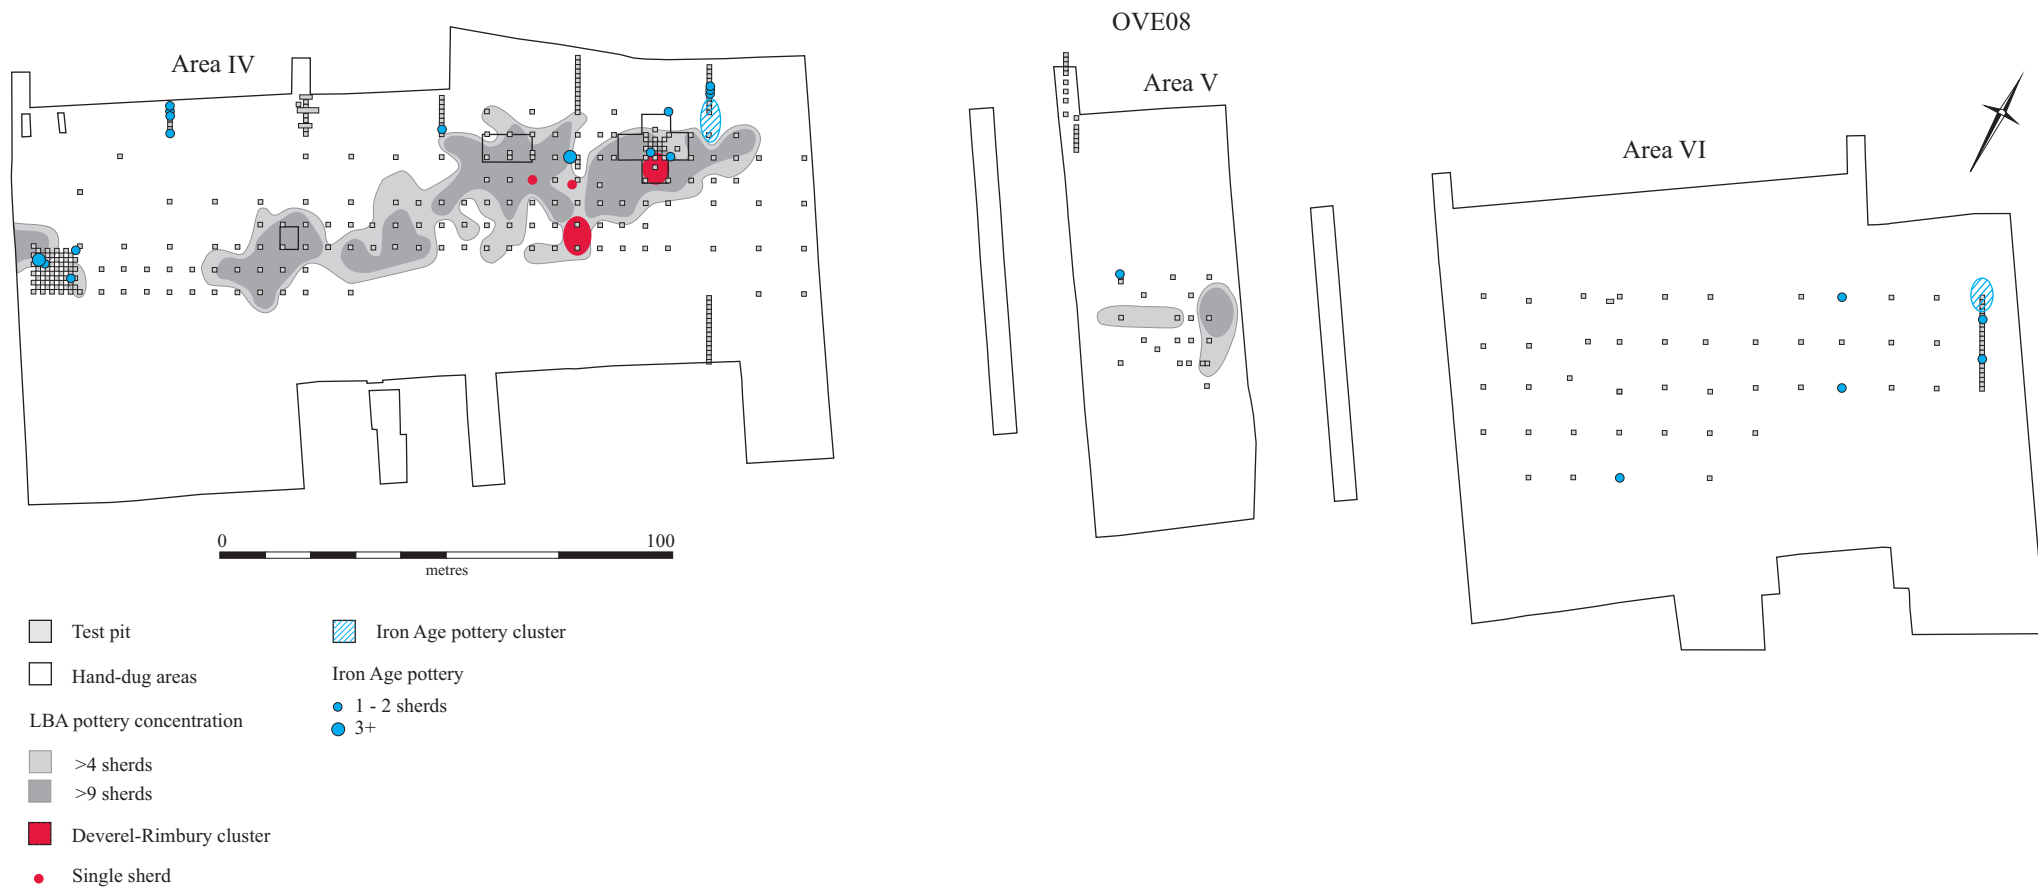 OVE08
Area IV
Area V
Area VI
0 100
metres
Test pit
Hand-dug areas
LBA pottery concentration
>4 sherds
>9 sherds
Deverel-Rimbury cluster
Single sherd
Iron Age pottery cluster
Iron Age pottery
1 - 2 sherds
3+